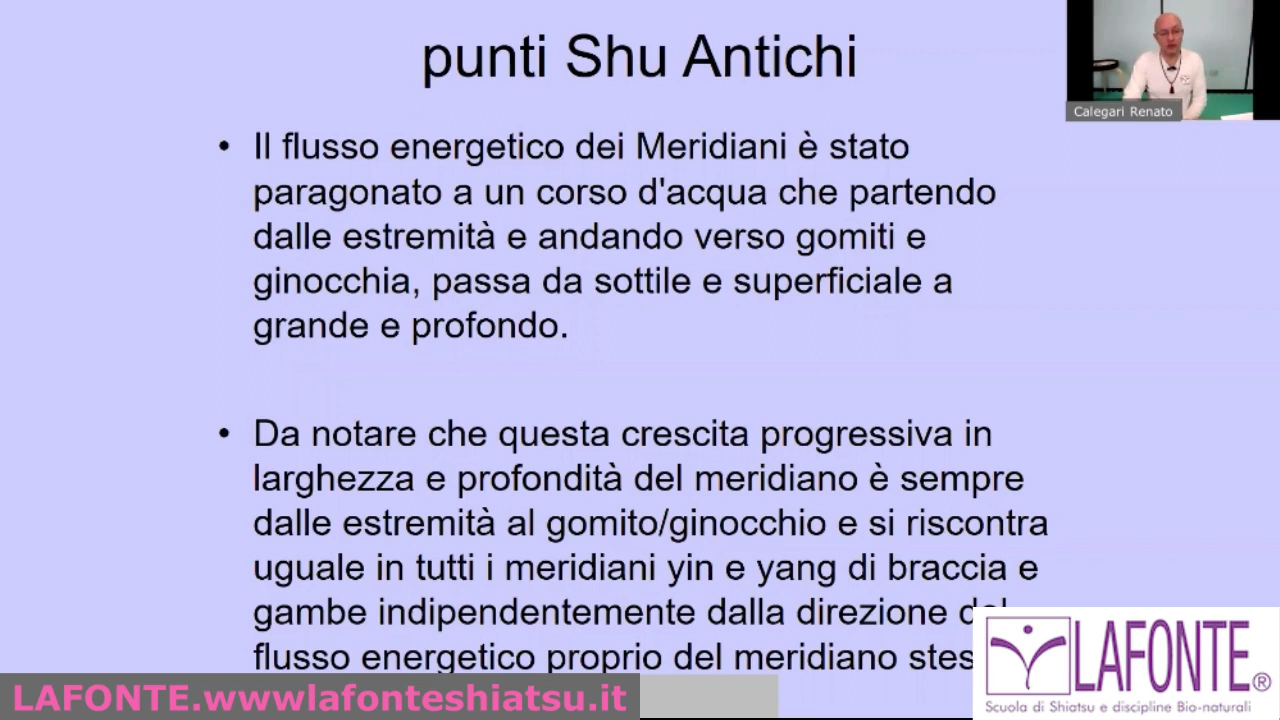 punti Shu Antichi
Calegari Renato
• Il flusso energetico dei Meridiani è stato
paragonato a un corso d'acqua che partendo
dalle estremità e andando verso gomiti e
ginocchia, passa da sottile e superficiale a
grande e profondo.
• Da notare che questa crescita progressiva in
larghezza e profondità del meridiano è sempre
dalle estremità al gomito/ginocchio e si riscontra
uguale in tutti i meridiani yin e yang di braccia e
gambe indipendentemente dalla direzione
flusso energetico proprio del meridiano
LAFONTE®
Scuola di Shiatsu e discipline Bio-naturali
LAFONTE.wwwlafonteshiatsu.it